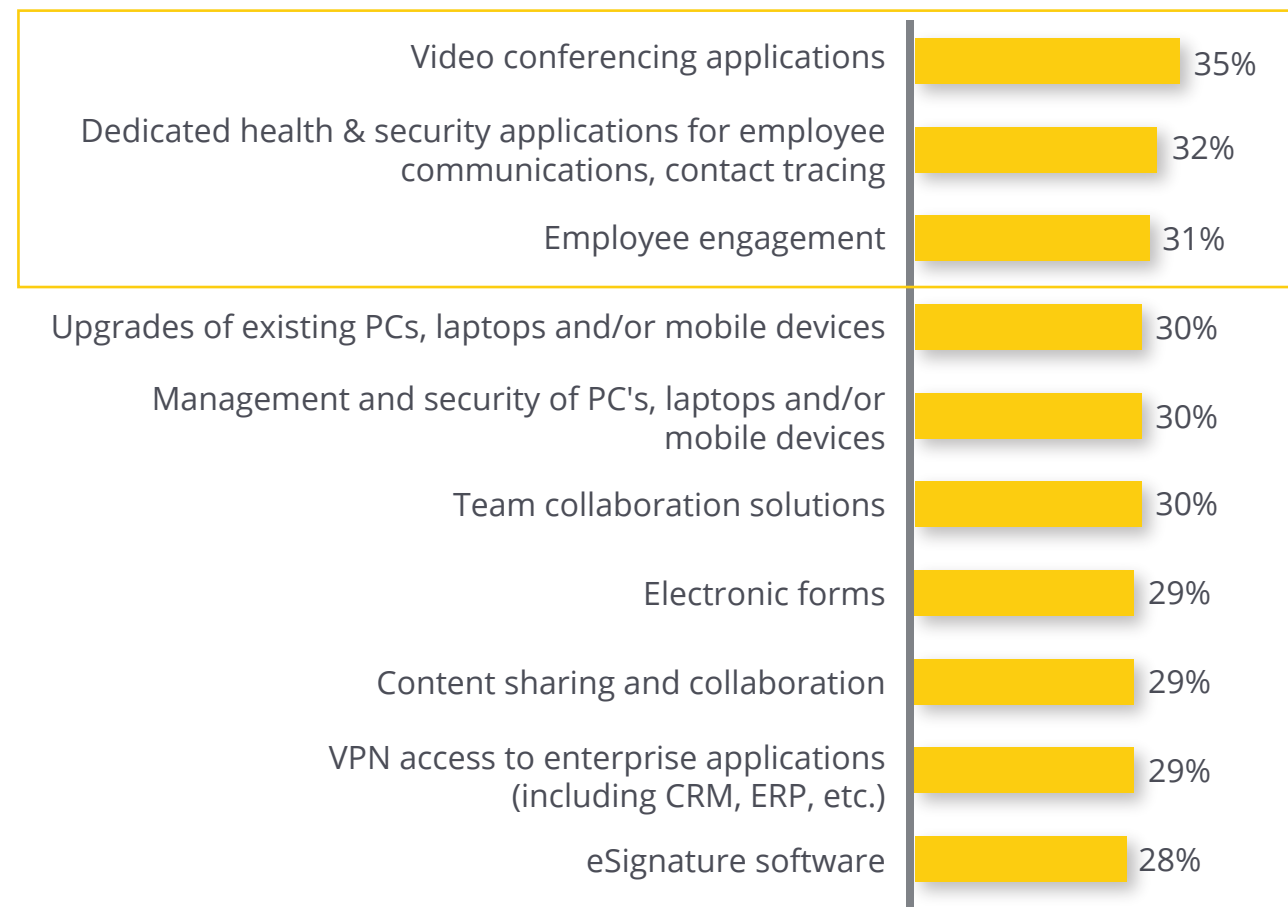 Video conferencing applications
35%
Dedicated health & security applications for employee
communications, contact tracing
32%
Employee engagement
31%
Upgrades of existing PCs, laptops and/or mobile devices
30%
Management and security of PC's, laptops and/or
mobile devices
30%
Team collaboration solutions
30%
Electronic forms
29%
Content sharing and collaboration
29%
VPN access to enterprise applications
(including CRM, ERP, etc.)
29%
eSignature software
28%